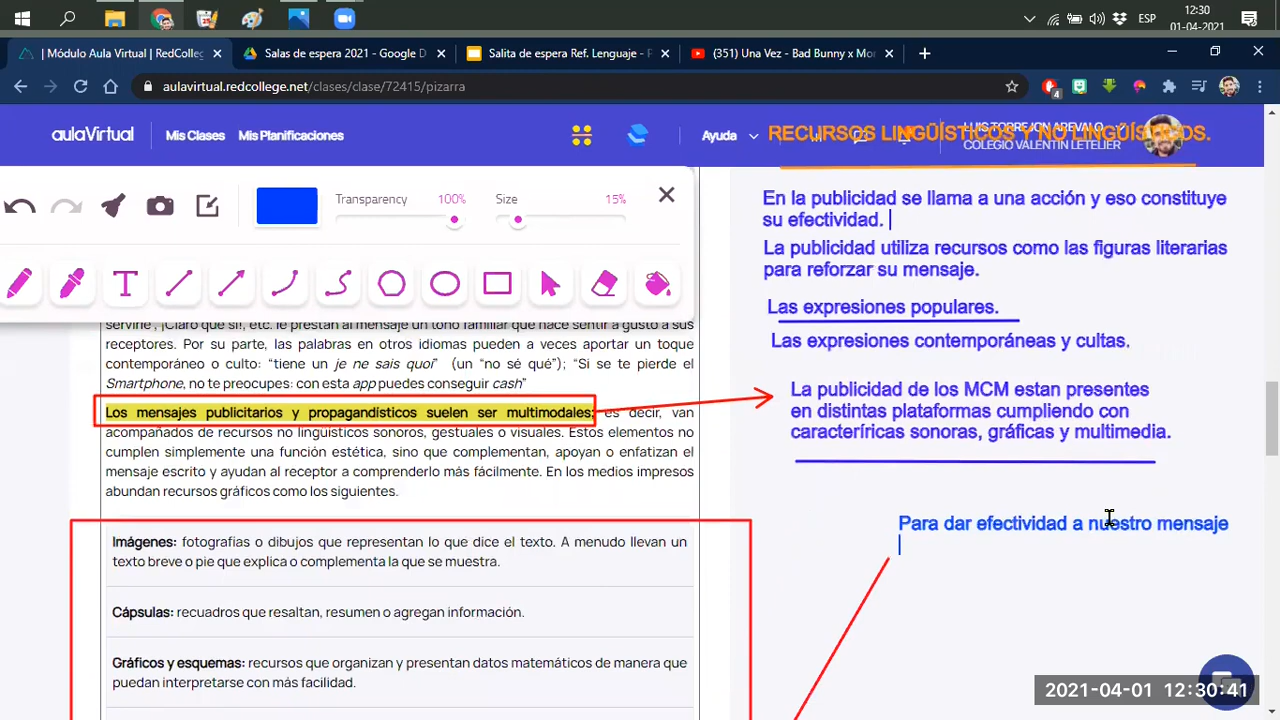 12:30
ESP
01-04-2021
| Módulo Aula Virtual | RedColleg
Salas de espera 2021 - Google D
Salita de espera Ref. Lenguaje - P
(351) Una Vez - Bad Bunny x Mor
aulavirtual.redcollege.net/clases/clase/72415/pizarra
4
aulaVirtual
Mis Clases
Mis Planificaciones
Ayuda
LUIS TORREJON AREVALO
COLEGIO VALENTIN LETELIER
RECURSOS LINGÜÍSTICOS Y NO LINGÜÍSTICOS.
Transparency 100%
Size 15%
servirle", ¡Claro que sí!, etc. le prestan al mensaje un tono familiar que hace sentir a gusto a sus
receptores. Por su parte, las palabras en otros idiomas pueden a veces aportar un toque
contemporáneo o culto: "tiene un je ne sais quoi" (un "no sé qué"); "Si se te pierde el
Smartphone, no te preocupes: con esta app puedes conseguir cash"
Los mensajes publicitarios y propagandísticos suelen ser multimodales; es decir, van
acompañados de recursos no lingüísticos sonoros, gestuales o visuales. Estos elementos no
cumplen simplemente una función estética, sino que complementan, apoyan o enfatizan el
mensaje escrito y ayudan al receptor a comprenderlo más fácilmente. En los medios impresos
abundan recursos gráficos como los siguientes.
Imágenes: fotografías o dibujos que representan lo que dice el texto. A menudo llevan un
texto breve o pie que explica o complementa la que se muestra.
Cápsulas: recuadros que resaltan, resumen o agregan información.
Gráficos y esquemas: recursos que organizan y presentan datos matemáticos de manera que
puedan interpretarse con más facilidad.
En la publicidad se llama a una acción y eso constituye
su efectividad.
La publicidad utiliza recursos como las figuras literarias
para reforzar su mensaje.
Las expresiones populares.
Las expresiones contemporáneas y cultas.
La publicidad de los MCM estan presentes
en distintas plataformas cumpliendo con
caracteríricas sonoras, gráficas y multimedia.
Para dar efectividad a nuestro mensaje
2021-04-01 12:30:41